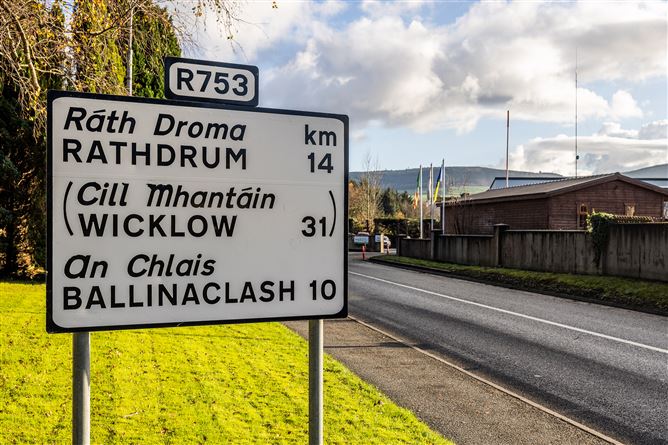 R753
Ráth Droma km
RATHDRUM 14
(Cill Mhantáin
WICKLOW 31)
An Chlais
BALLINACLASH 10